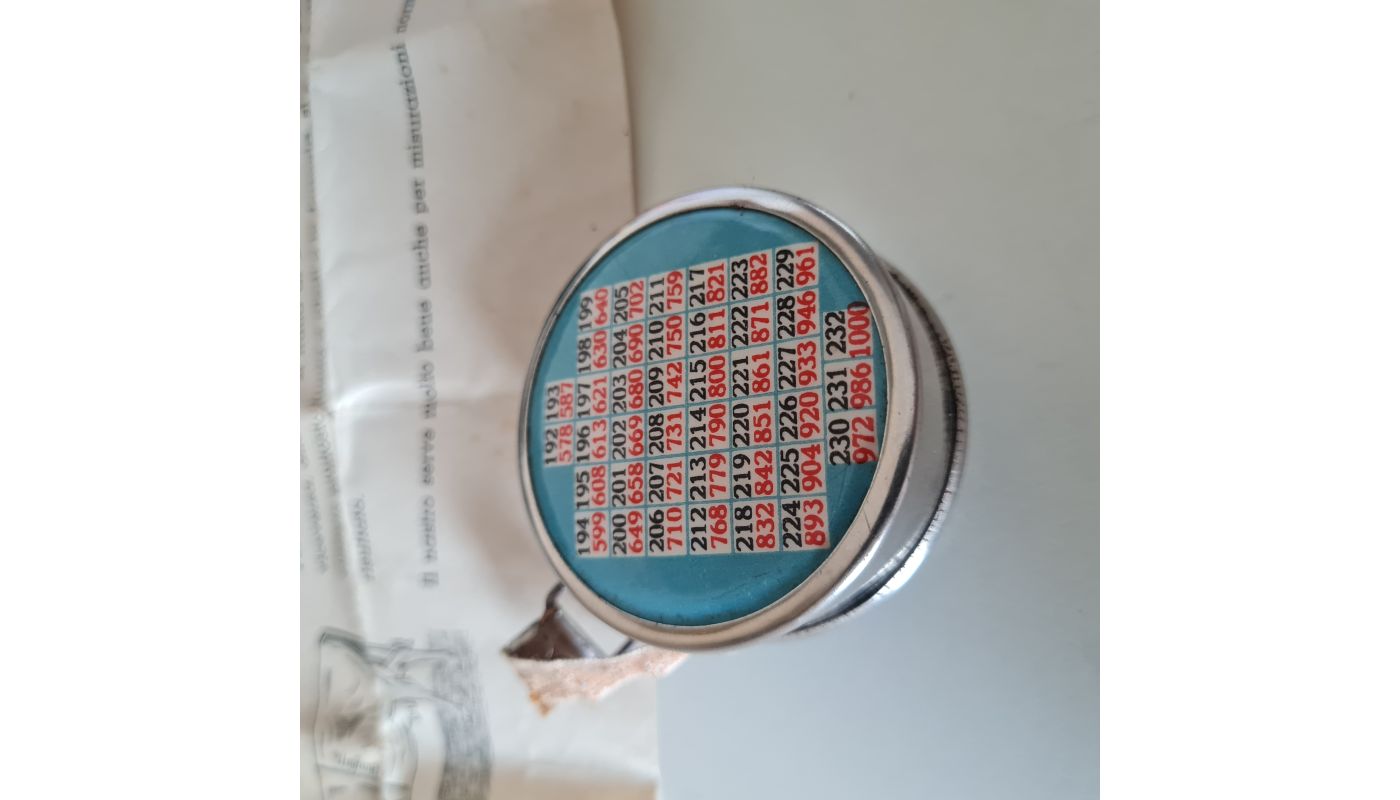 192 193
578 587
194 195 196 197 198 199
599 608 613 621 630 640
200 201 202 203 204 205
649 658 669 680 690 702
206 207 208 209 210 211
710 721 731 742 750 759
212 213 214 215 216 217
768 779 790 800 811 821
218 219 220 221 222 223
832 842 851 861 871 882
224 225 226 227 228 229
893 904 920 933 946 961
230 231 232
972 986 1000
Il nastro serve molto bene anche per misurazioni